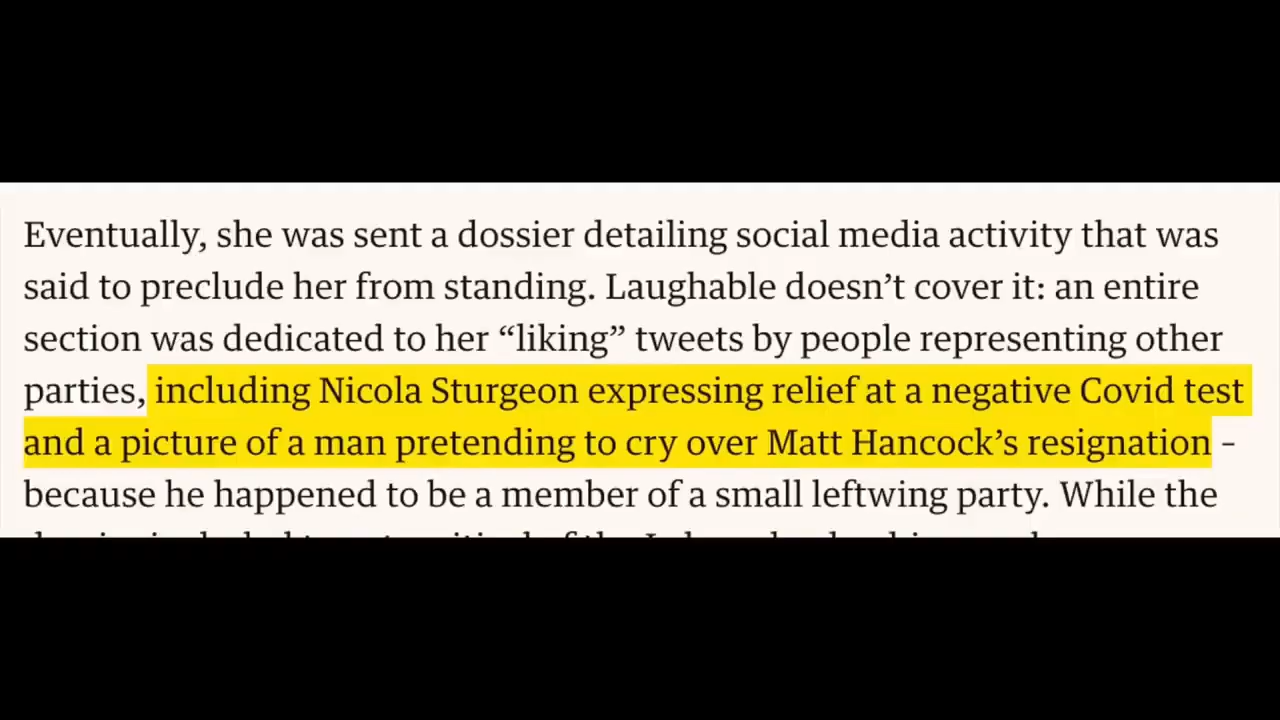 Eventually, she was sent a dossier detailing social media activity that was
said to preclude her from standing. Laughable doesn’t cover it: an entire
section was dedicated to her “liking” tweets by people representing other
parties, including Nicola Sturgeon expressing relief at a negative Covid test
and a picture of a man pretending to cry over Matt Hancock’s resignation –
because he happened to be a member of a small leftwing party. While the